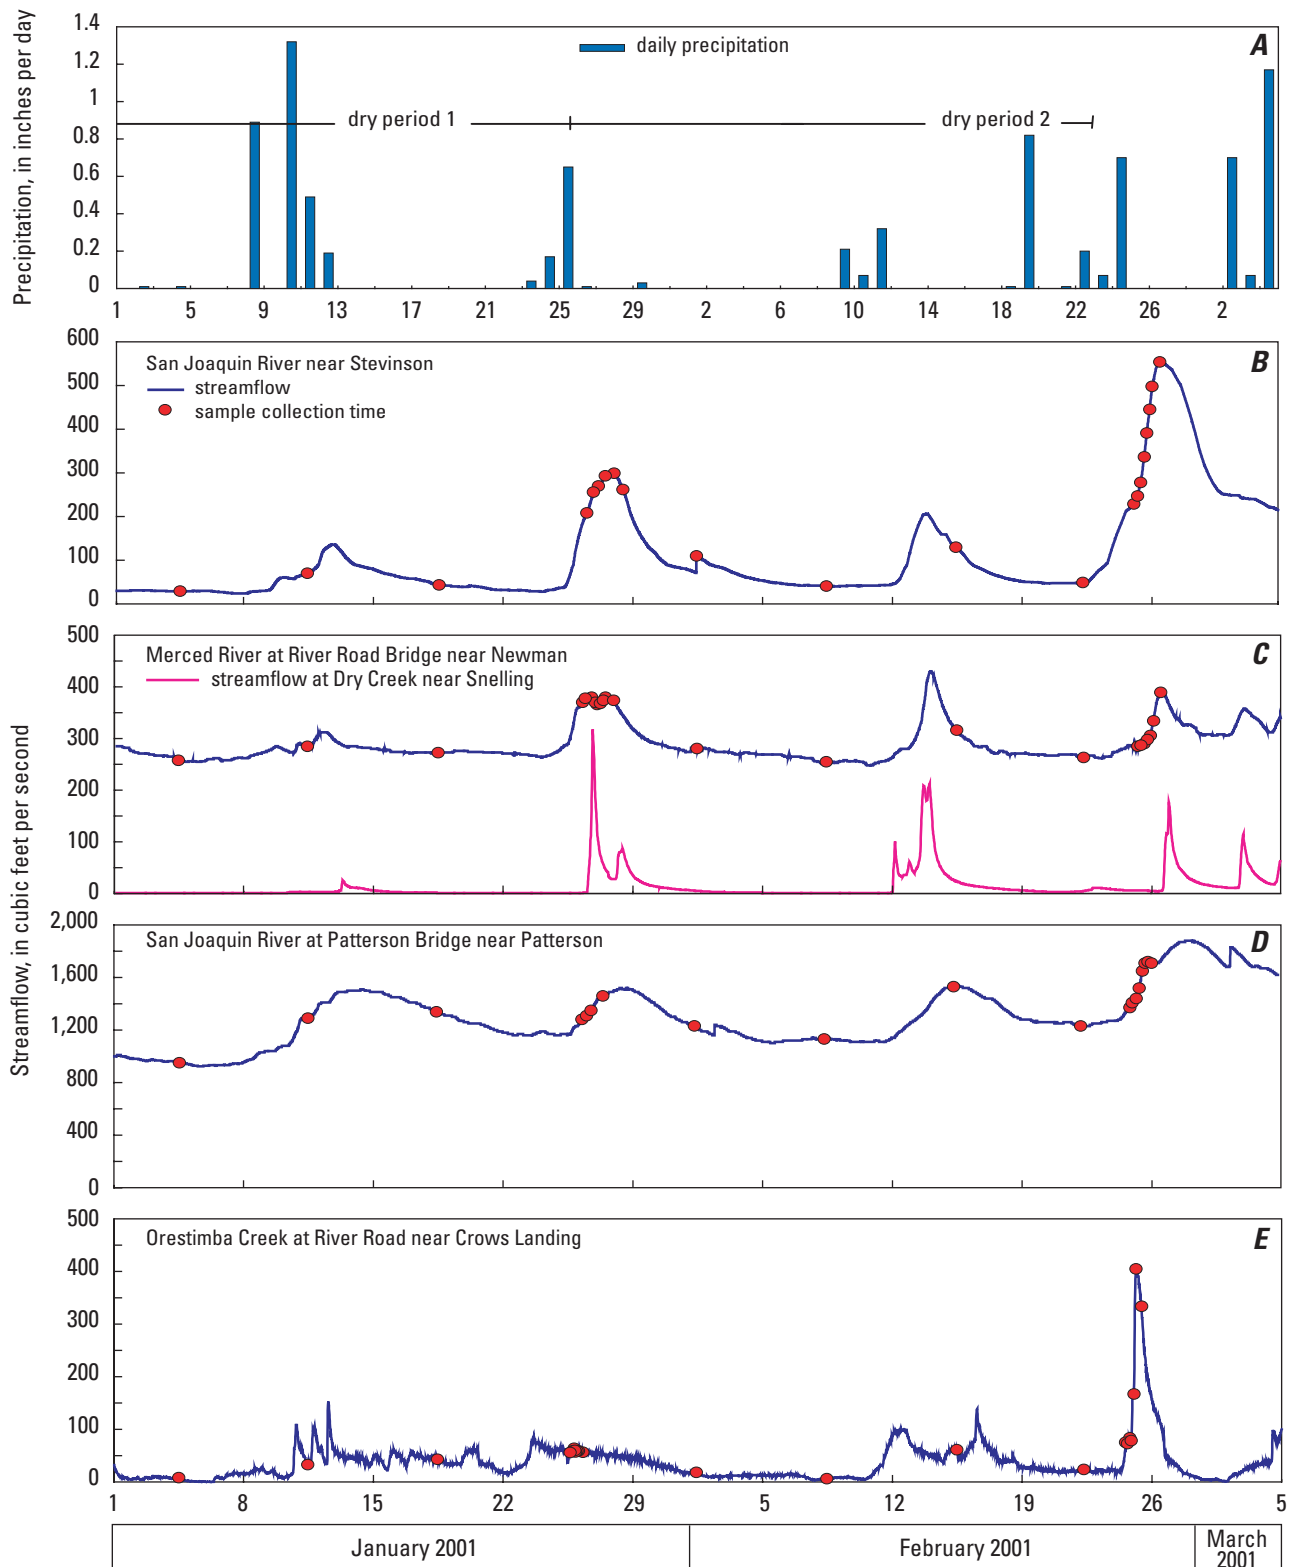 Precipitation, in inches per day
1.4
1.2
1
0.8
0.6
0.4
0.2
0
daily precipitation
A
dry period 1
dry period 2
1 5 9 13 17 21 25 29 2 6 10 14 18 22 26 2
Streamflow, in cubic feet per second
600
500
400
300
200
100
0
San Joaquin River near Stevinson
streamflow
sample collection time
B
500
400
300
200
100
0
Merced River at River Road Bridge near Newman
streamflow at Dry Creek near Snelling
C
2,000
1,600
1,200
800
400
0
San Joaquin River at Patterson Bridge near Patterson
D
500
400
300
200
100
0
Orestimba Creek at River Road near Crows Landing
E
1 8 15 22 29 5 12 19 26 5
January 2001
February 2001
March
2001